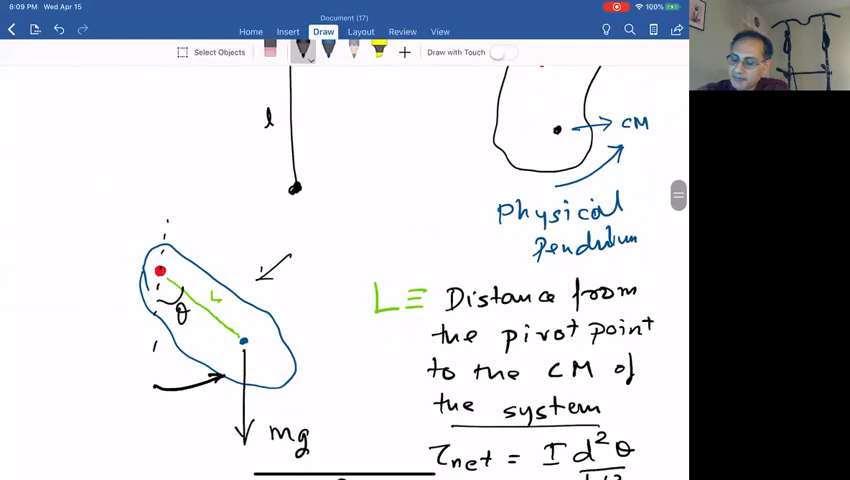 8:09 PM Wed Apr 15
100%
Document (17)
Home Insert Draw Layout Review View
Select Objects
Draw with Touch
l
CM
Physical
Pendulum
θ
L
mg
L ≡ Distance from
the pivot point
to the CM of
the system
τnet = I d²θ